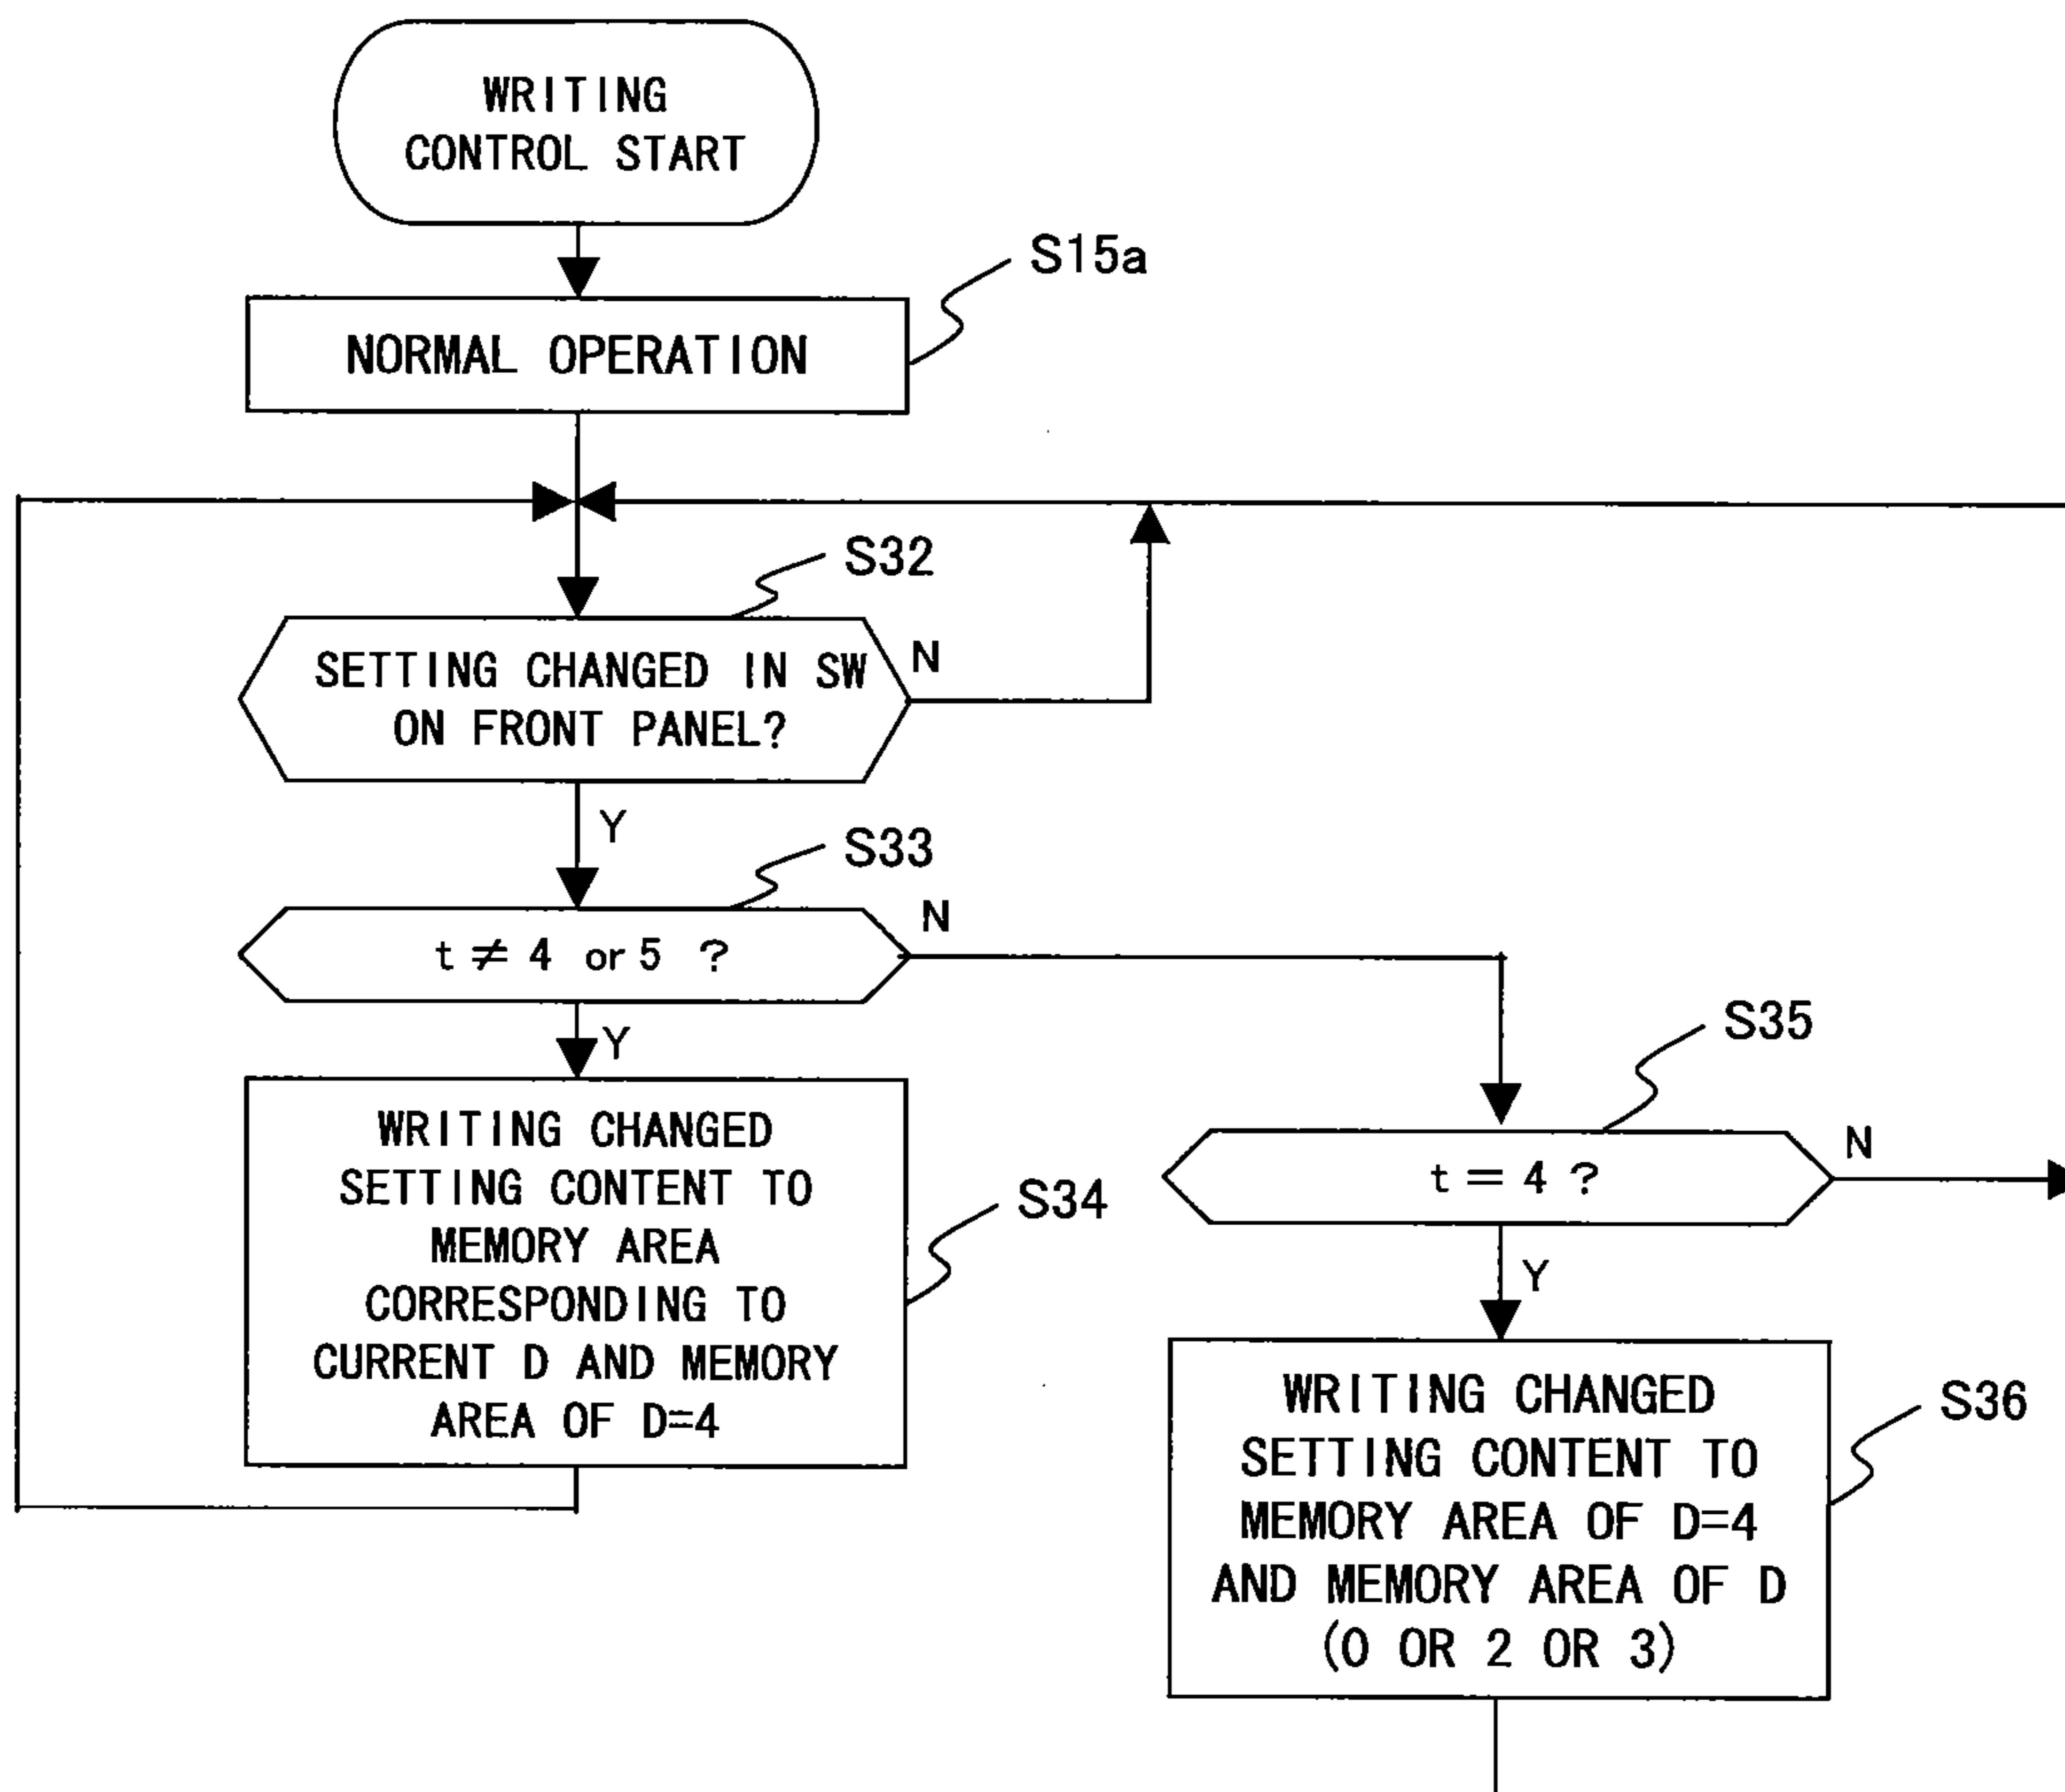 WRITING
CONTROL START
S15a
NORMAL OPERATION
S32
SETTING CHANGED IN SW
ON FRONT PANEL?
N
Y
S33
t ≠ 4 or 5 ?
N
Y
S34
WRITING CHANGED
SETTING CONTENT TO
MEMORY AREA
CORRESPONDING TO
CURRENT D AND MEMORY
AREA OF D=4
S35
t = 4 ?
N
Y
S36
WRITING CHANGED
SETTING CONTENT TO
MEMORY AREA OF D=4
AND MEMORY AREA OF D
(0 OR 2 OR 3)